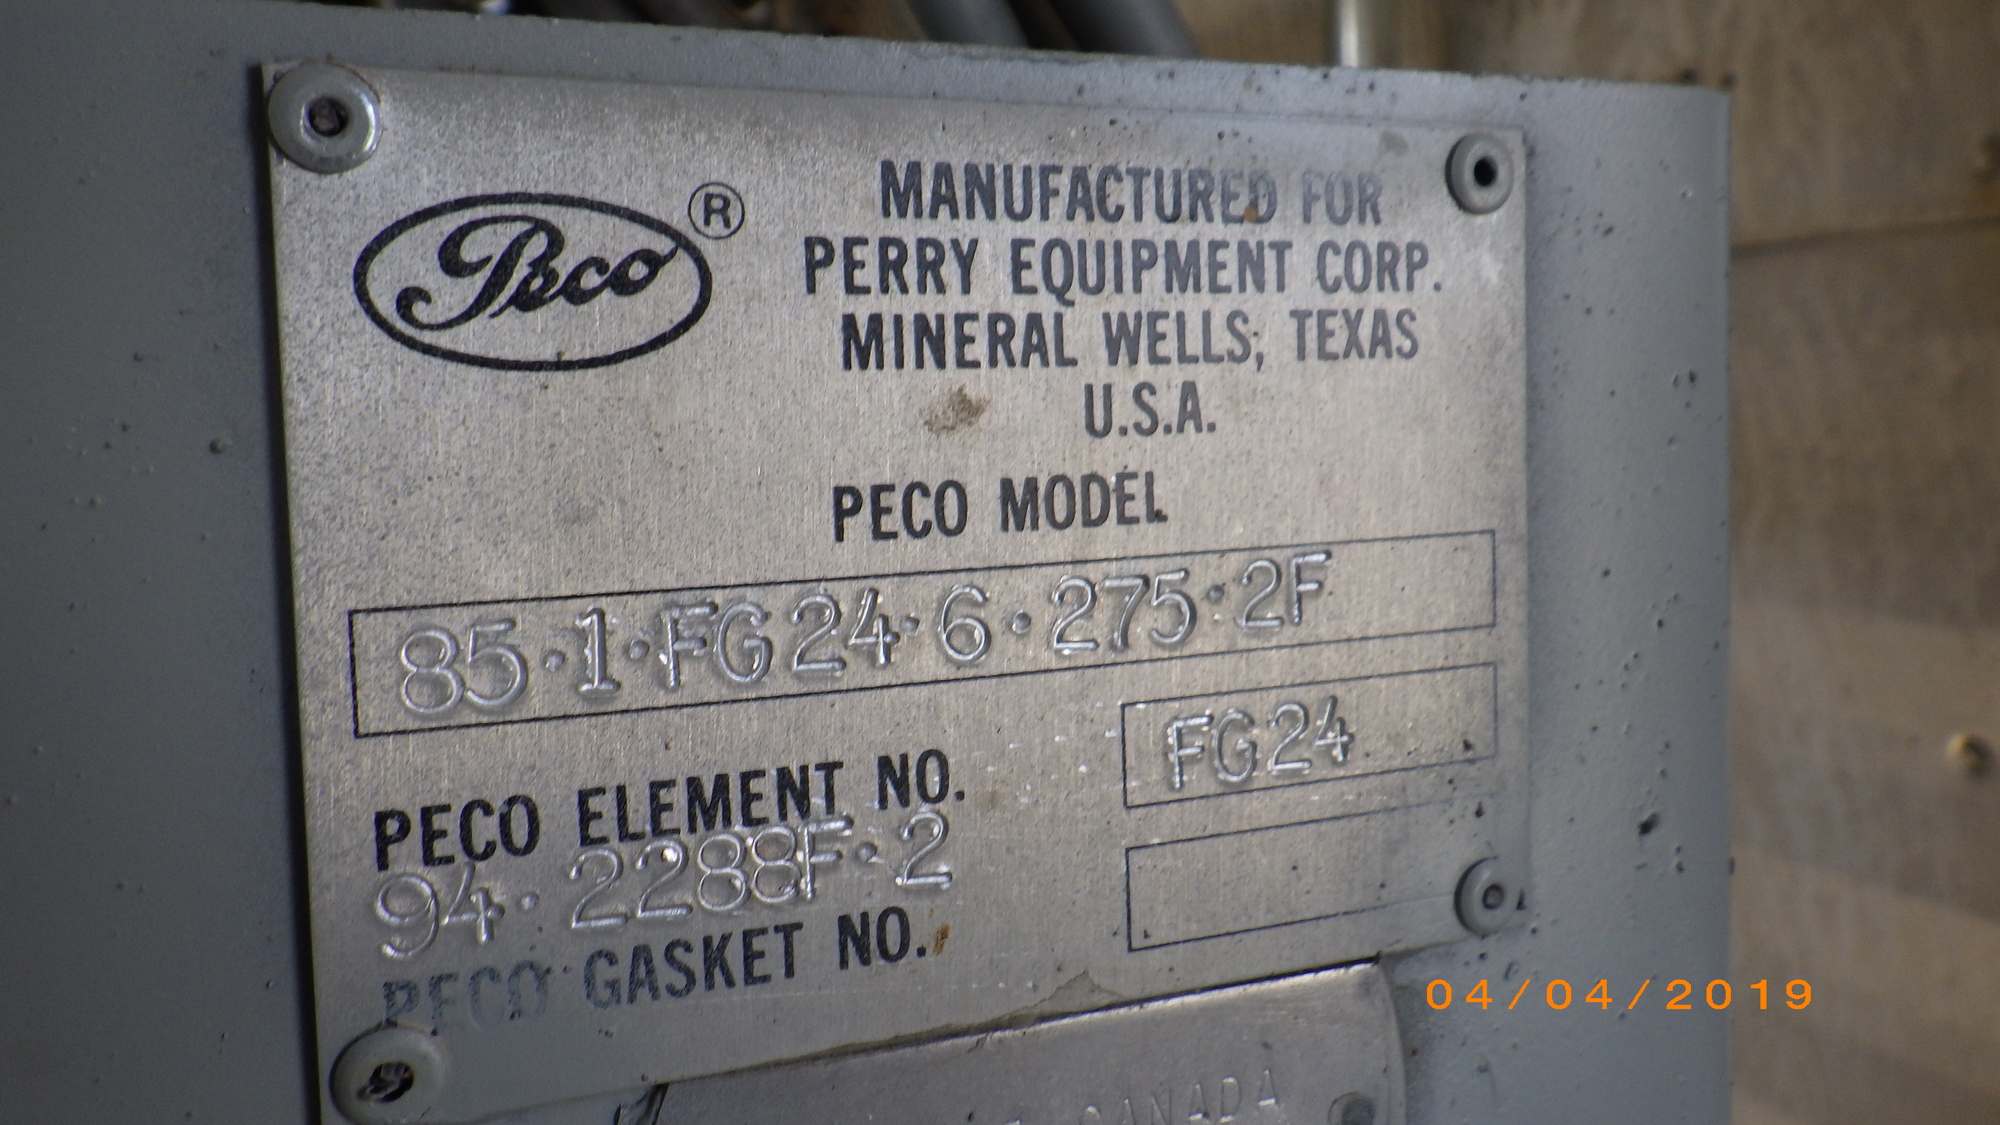 Peco ®
MANUFACTURED FOR
PERRY EQUIPMENT CORP.
MINERAL WELLS, TEXAS
U.S.A.
PECO MODEL
85·1·FG24·6·275·2F
PECO ELEMENT NO.
FG24
94·2288F·2
PECO GASKET NO.
CANADA
04/04/2019